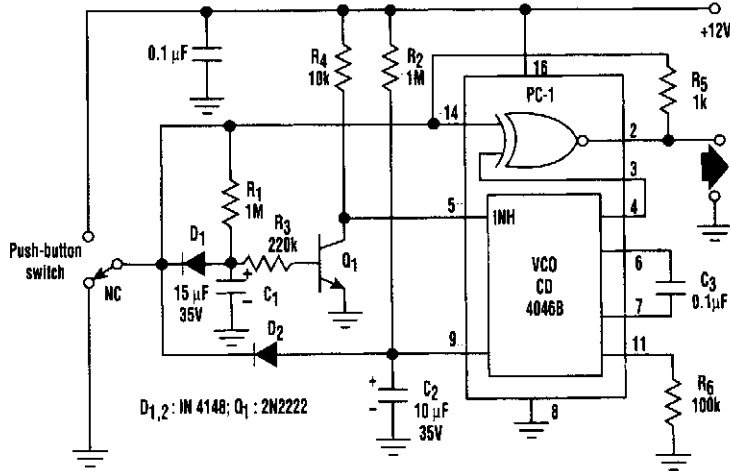 +12V
0.1 µF
R4
10k
R2
1M
16
PC-1
R5
1k
14
2
3
R1
1M
R3
220k
5
INH
4
Push-button
switch
NC
D1
Q1
VCO
CD
4046B
6
C3
0.1µF
7
15 µF
35V
C1
+
−
D2
9
11
D1,2 : IN 4148; Q1 : 2N2222
+
−
C2
10 µF
35V
8
R6
100k